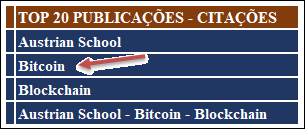 TOP 20 PUBLICAÇÕES - CITAÇÕES
Austrian School
Bitcoin
Blockchain
Austrian School - Bitcoin - Blockchain